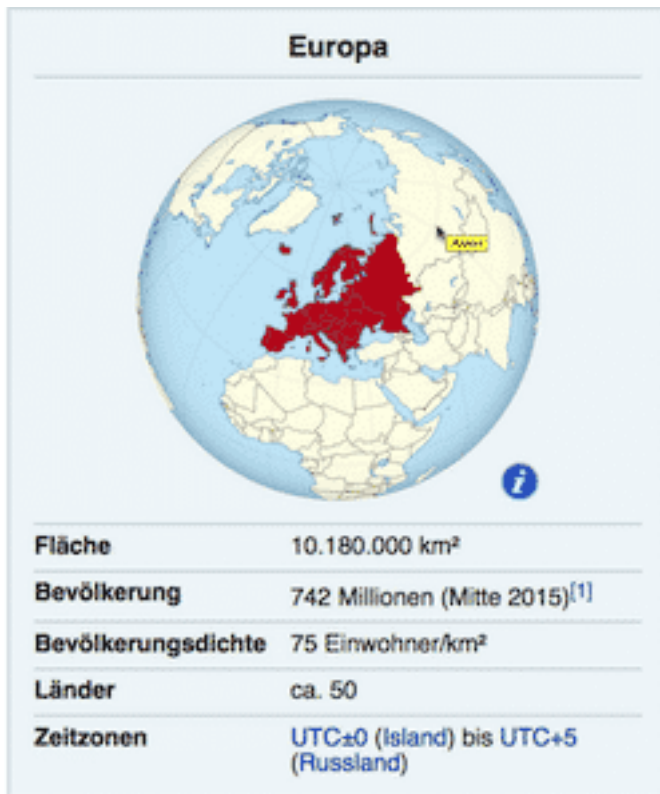 Europa
Asien
i
Fläche 10.180.000 km²
Bevölkerung 742 Millionen (Mitte 2015)[1]
Bevölkerungsdichte 75 Einwohner/km²
Länder ca. 50
Zeitzonen UTC±0 (Island) bis UTC+5
(Russland)